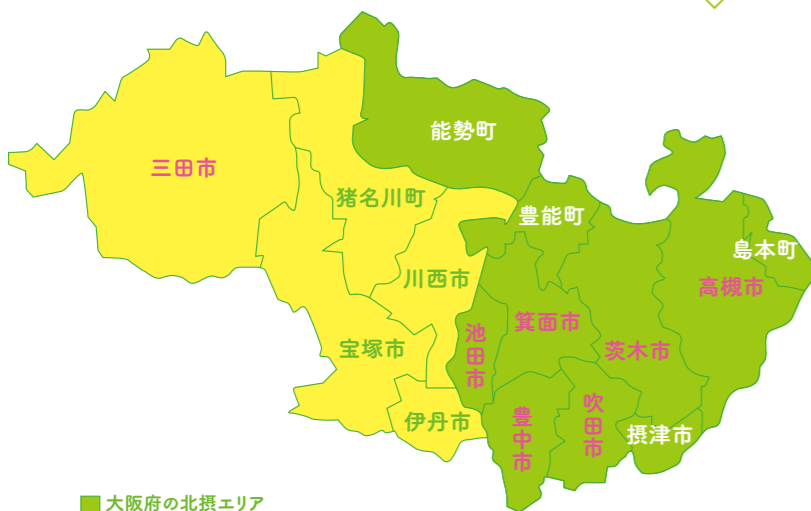 能勢町
三田市
猪名川町
豊能町
島本町
川西市
高槻市
池田市
箕面市
宝塚市
茨木市
伊丹市
豊中市
吹田市
摂津市
大阪府の北摂エリア